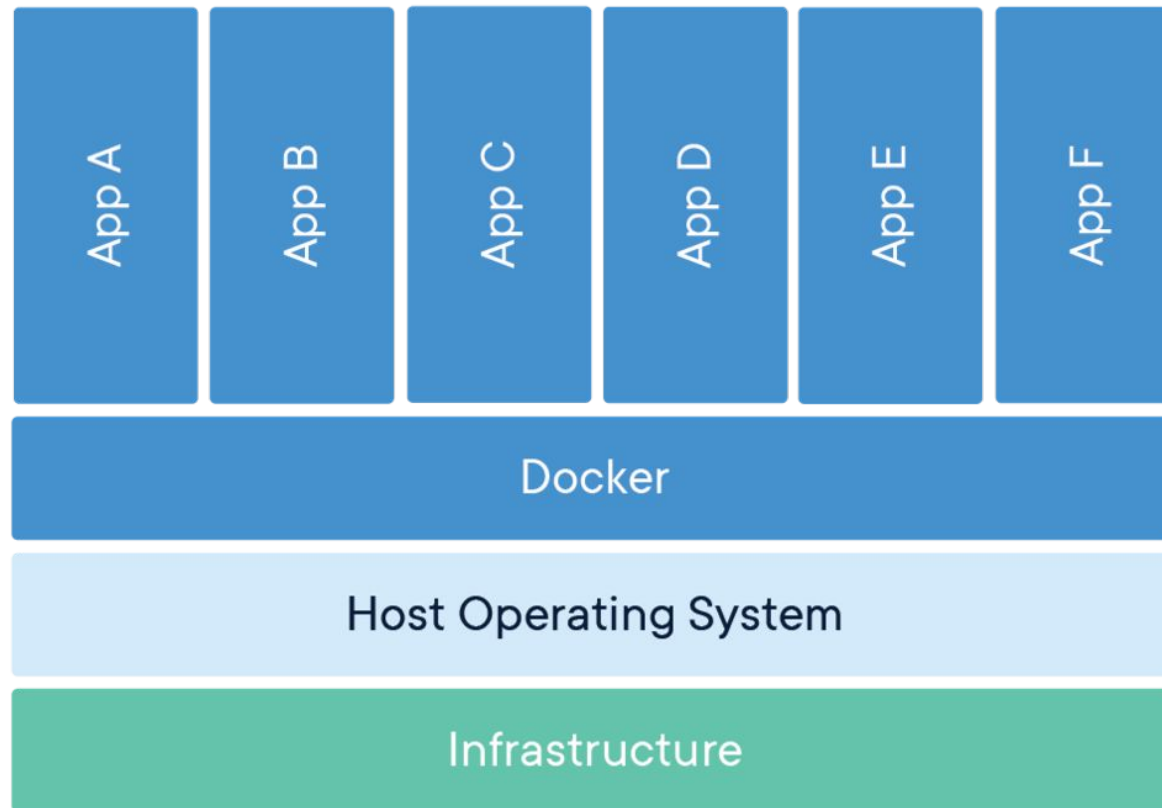 App A
App B
App C
App D
App E
App F
Docker
Host Operating System
Infrastructure